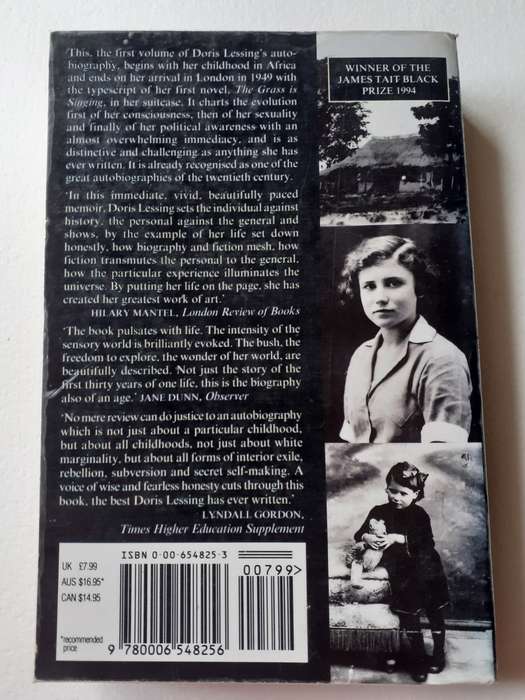 'This, the first volume of Doris Lessing's auto-
biography, begins with her childhood in Africa
and ends on her arrival in London in 1949 with
the typescript of her first novel, The Grass is
Singing, in her suitcase. It charts the evolution
first of her consciousness, then of her sexuality
and finally of her political awareness with an
almost overwhelming immediacy, and is as
distinctive and challenging as anything she has
ever written. It is already recognised as one of the
great autobiographies of the twentieth century.
'In this immediate, vivid, beautifully paced
memoir, Doris Lessing sets the individual against
history, the personal against the general and
shows, by the example of her life set down
honestly, how biography and fiction mesh, how
fiction transmutes the personal to the general,
how the particular experience illuminates the
universe. By putting her life on the page, she has
created her greatest work of art.'
HILARY MANTEL, London Review of Books
'The book pulsates with life. The intensity of the
sensory world is brilliantly evoked. The bush, the
freedom to explore, the wonder of her world, are
beautifully described. Not just the story of the
first thirty years of one life, this is the biography
also of an age.' JANE DUNN, Observer
'No mere review can do justice to an autobiography
which is not just about a particular childhood,
but about all childhoods, not just about white
marginality, but about all forms of interior exile,
rebellion, subversion and secret self-making. A
voice of wise and fearless honesty cuts through this
book, the best Doris Lessing has ever written.'
LYNDALL GORDON,
Times Higher Education Supplement
WINNER OF THE
JAMES TAIT BLACK
PRIZE 1994
UK £7.99
AUS $16.95*
CAN $14.95
*recommended
price
ISBN 0-00-654825-3
00799>
9 780006 548256